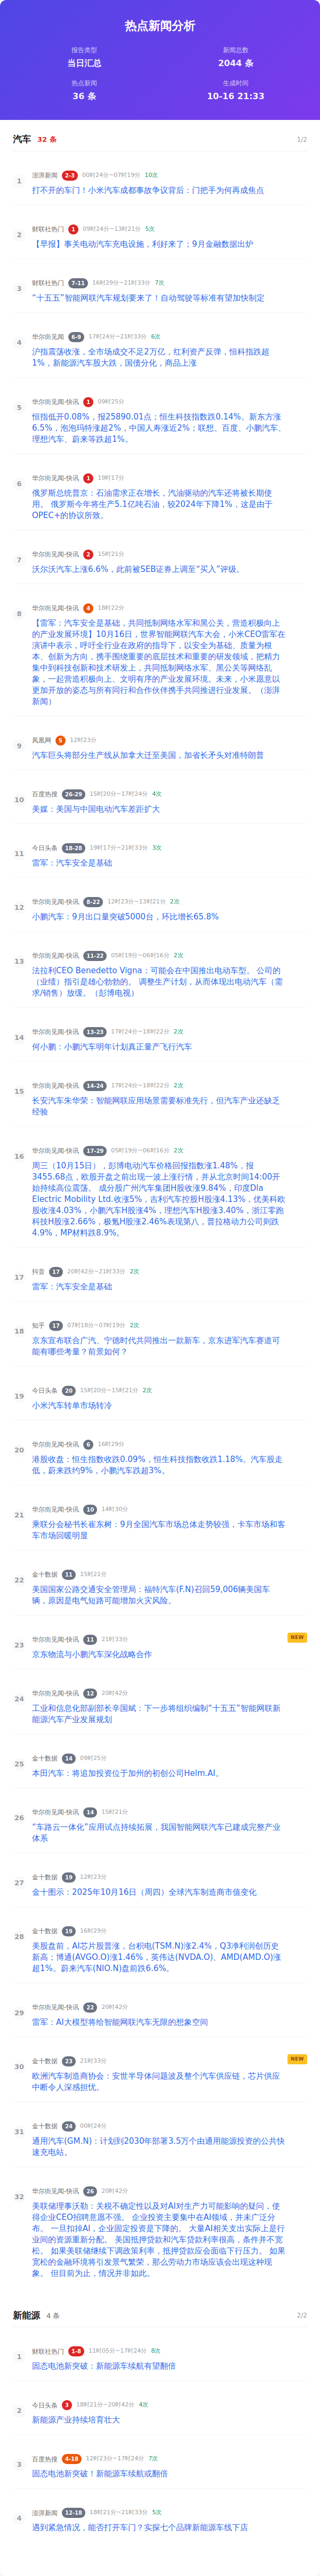 热点新闻分析
报告类型
新闻总数
当日汇总
2044 条
热点新闻
生成时间
36 条
10-16 21:33
汽车 32 条
1/2
1
澎湃新闻 2-3 00时24分~07时19分 10次
打不开的车门！小米汽车成都事故争议背后：门把手为何再成焦点
2
财联社热门 1 09时24分~13时21分 5次
【早报】事关电动汽车充电设施，利好来了；9月金融数据出炉
3
财联社热门 7-11 16时29分~21时33分 7次
“十五五”智能网联汽车规划要来了！自动驾驶等标准有望加快制定
4
华尔街见闻 6-9 17时24分~21时33分 6次
沪指震荡收涨，全市场成交不足2万亿，红利资产反弹，恒科指跌超
1%，新能源汽车股大跌，国债分化，商品上涨
5
华尔街见闻-快讯 1 09时25分
恒指低开0.08%，报25890.01点；恒生科技指数跌0.14%。新东方涨
6.5%，泡泡玛特涨超2%，中国人寿涨近2%；联想、百度、小鹏汽车、
理想汽车、蔚来等跌超1%。
6
华尔街见闻-快讯 1 19时17分
俄罗斯总统普京：石油需求正在增长，汽油驱动的汽车还将被长期使
用。 俄罗斯今年将生产5.1亿吨石油，较2024年下降1%，这是由于
OPEC+的协议所致。
7
华尔街见闻-快讯 2 15时21分
沃尔沃汽车上涨6.6%，此前被SEB证券上调至“买入”评级。
8
华尔街见闻-快讯 4 18时22分
【雷军：汽车安全是基础，共同抵制网络水军和黑公关，营造积极向上
的产业发展环境】10月16日，世界智能网联汽车大会，小米CEO雷军在
演讲中表示，呼吁全行业在政府的指导下，以安全为基础、质量为根
本、创新为方向，携手围绕重要的底层技术和重要的研发领域，把精力
集中到科技创新和技术研发上，共同抵制网络水军、黑公关等网络乱
象，一起营造积极向上、文明有序的产业发展环境。未来，小米愿意以
更加开放的姿态与所有同行和合作伙伴携手共同推进行业发展。（澎湃
新闻）
9
凤凰网 5 12时23分
汽车巨头将部分生产线从加拿大迁至美国，加省长矛头对准特朗普
10
百度热搜 26-29 15时20分~17时24分 4次
美媒：美国与中国电动汽车差距扩大
11
今日头条 18-28 19时17分~21时33分 3次
雷军：汽车安全是基础
12
华尔街见闻-快讯 8-22 12时23分~13时21分 2次
小鹏汽车：9月出口量突破5000台，环比增长65.8%
13
华尔街见闻-快讯 11-22 05时19分~06时16分 2次
法拉利CEO Benedetto Vigna：可能会在中国推出电动车型。 公司的
（业绩）指引是雄心勃勃的。 调整生产计划，从而体现出电动汽车（需
求/销售）放缓。（彭博电视）
14
华尔街见闻-快讯 13-23 17时24分~18时22分 2次
何小鹏：小鹏汽车明年计划真正量产飞行汽车
15
华尔街见闻-快讯 14-24 17时24分~18时22分 2次
长安汽车朱华荣：智能网联应用场景需要标准先行，但汽车产业还缺乏
经验
16
华尔街见闻-快讯 17-29 05时19分~06时16分 2次
周三（10月15日），彭博电动汽车价格回报指数涨1.48%，报
3455.68点，欧股开盘之前出现一波上涨行情，并从北京时间14:00开
始持续高位震荡。 成分股广州汽车集团H股收涨9.84%，印度Dla
Electric Mobility Ltd.收涨5%，吉利汽车控股H股涨4.13%，优美科欧
股收涨4.03%，小鹏汽车H股涨4%，理想汽车H股涨3.40%，浙江零跑
科技H股涨2.66%，极氪H股涨2.46%表现第八，普拉格动力公司则跌
4.9%，MP材料跌8.9%。
17
抖音 17 20时42分~21时33分 2次
雷军：汽车安全是基础
18
知乎 17 07时18分~07时19分 2次
京东宣布联合广汽、宁德时代共同推出一款新车，京东进军汽车赛道可
能有哪些考量？前景如何？
19
今日头条 20 15时20分~15时21分 2次
小米汽车转单市场转冷
20
华尔街见闻-快讯 6 16时29分
港股收盘：恒生指数收跌0.09%，恒生科技指数收跌1.18%。汽车股走
低，蔚来跌约9%，小鹏汽车跌超3%。
21
华尔街见闻-快讯 10 14时30分
乘联分会秘书长崔东树：9月全国汽车市场总体走势较强，卡车市场和客
车市场回暖明显
22
金十数据 11 15时21分
美国国家公路交通安全管理局：福特汽车(F.N)召回59,006辆美国车
辆，原因是电气短路可能增加火灾风险。
23
华尔街见闻-快讯 11 21时33分
NEW
京东物流与小鹏汽车深化战略合作
24
华尔街见闻-快讯 12 20时42分
工业和信息化部副部长辛国斌：下一步将组织编制“十五五”智能网联新
能源汽车产业发展规划
25
金十数据 14 09时25分
本田汽车：将追加投资位于加州的初创公司Helm.AI。
26
华尔街见闻-快讯 14 15时21分
“车路云一体化”应用试点持续拓展，我国智能网联汽车已建成完整产业
体系
27
金十数据 19 12时23分
金十图示：2025年10月16日（周四）全球汽车制造商市值变化
28
金十数据 19 16时29分
美股盘前，AI芯片股普涨，台积电(TSM.N)涨2.4%，Q3净利润创历史
新高；博通(AVGO.O)涨1.46%，英伟达(NVDA.O)、AMD(AMD.O)涨
超1%。蔚来汽车(NIO.N)盘前跌6.6%。
29
华尔街见闻-快讯 22 20时42分
雷军：AI大模型将给智能网联汽车无限的想象空间
30
金十数据 23 21时33分
NEW
欧洲汽车制造商协会：安世半导体问题波及整个汽车供应链，芯片供应
中断令人深感担忧。
31
金十数据 24 00时24分
通用汽车(GM.N)：计划到2030年部署3.5万个由通用能源投资的公共快
速充电站。
32
华尔街见闻-快讯 26 20时42分
美联储理事沃勒：关税不确定性以及对AI对生产力可能影响的疑问，使
得企业CEO招聘意愿不强。 企业投资主要集中在AI领域，并未广泛分
布。 一旦扣掉AI，企业固定投资是下降的。 大量AI相关支出实际上是行
业间的资源重新分配。 美国抵押贷款和汽车贷款利率很高，条件并不宽
松。 如果美联储继续下调政策利率，抵押贷款应会面临下行压力。 如果
宽松的金融环境将引发景气繁荣，那么劳动力市场应该会出现这种现
象。 但目前为止，情况并非如此。
新能源 4 条
2/2
1
财联社热门 1-8 11时05分~17时24分 8次
固态电池新突破：新能源车续航有望翻倍
2
今日头条 3 18时21分~20时42分 4次
新能源产业持续培育壮大
3
百度热搜 4-18 12时23分~17时24分 7次
固态电池新突破！新能源车续航或翻倍
4
澎湃新闻 12-18 18时21分~21时33分 5次
遇到紧急情况，能否打开车门？实探七个品牌新能源车线下店